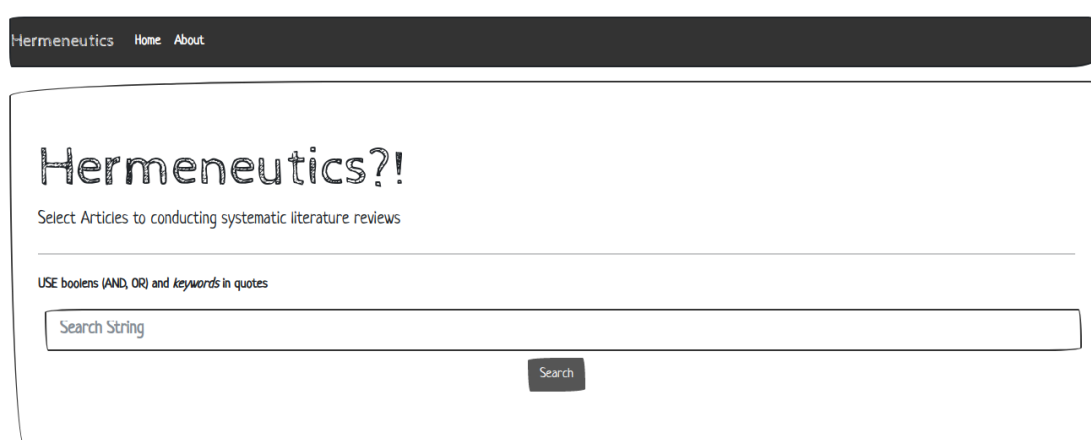 Hermeneutics Home About
Hermeneutics?!
Select Articles to conducting systematic literature reviews
USE boolens (AND, OR) and keywords in quotes
Search String
Search